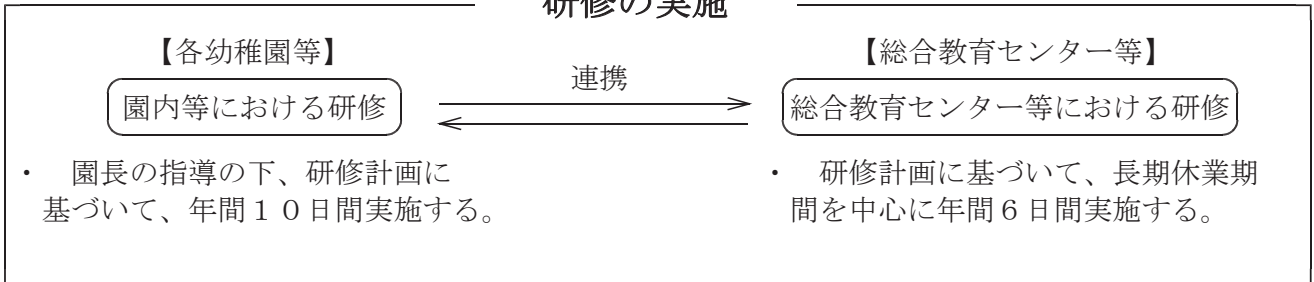 研修の実施
【各幼稚園等】
園内等における研修
・　園長の指導の下、研修計画に
基づいて、年間１０日間実施する。
連携
【総合教育センター等】
総合教育センター等における研修
・　研修計画に基づいて、長期休業期
間を中心に年間６日間実施する。